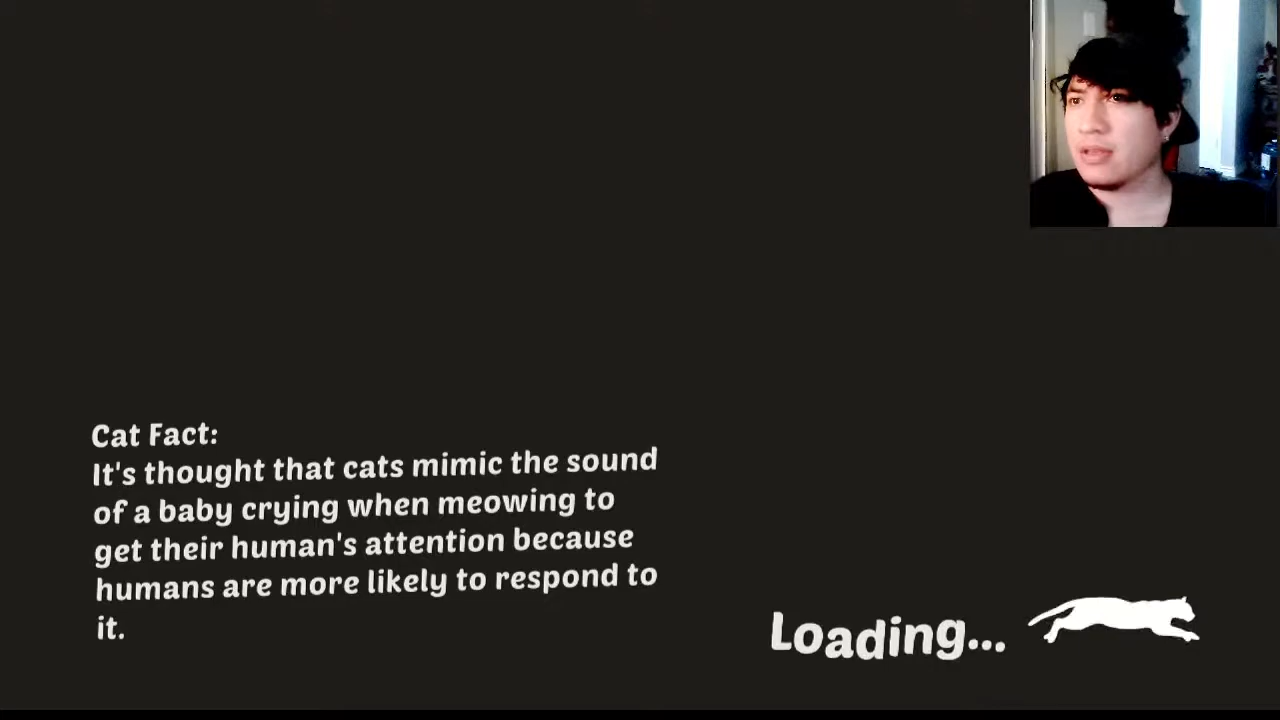 Cat Fact:
It's thought that cats mimic the sound
of a baby crying when meowing to
get their human's attention because
humans are more likely to respond to
it.
Loading...